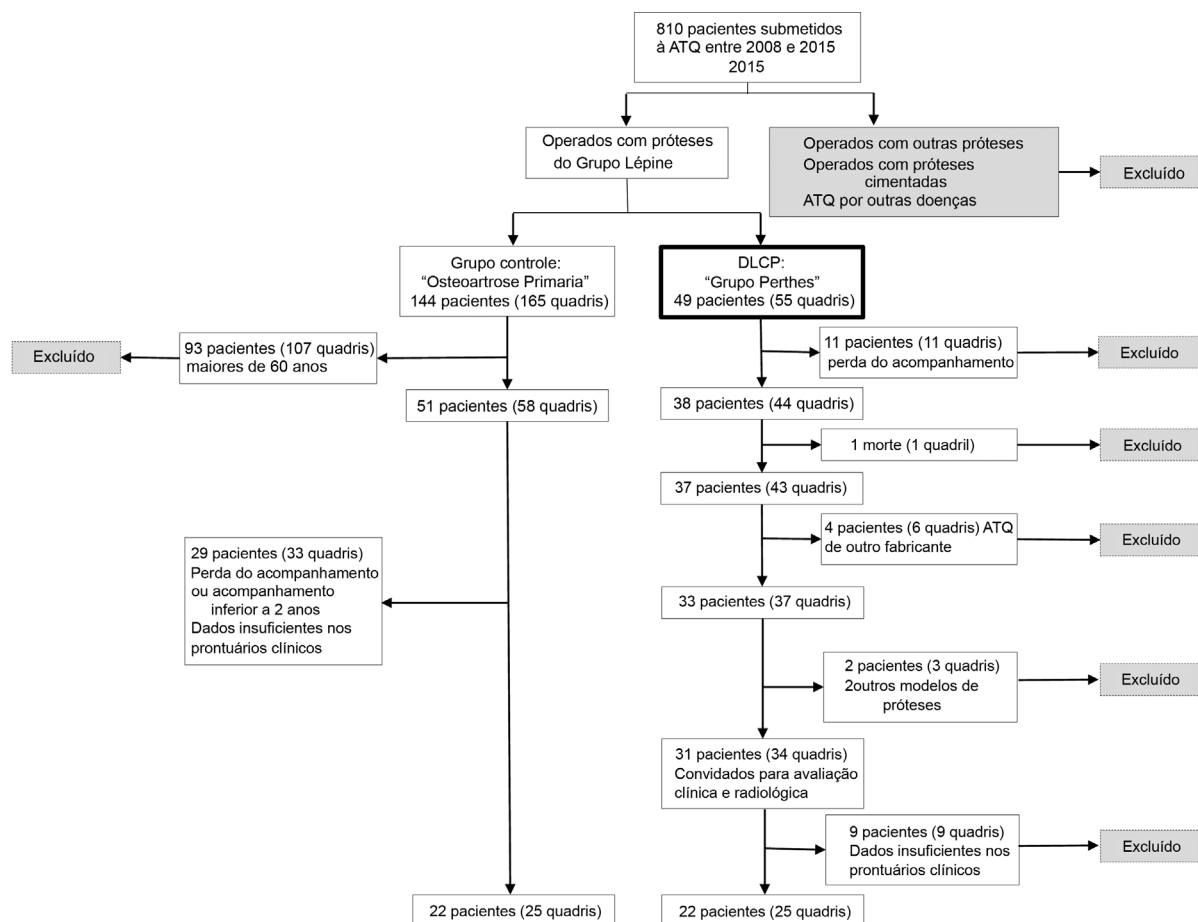 810 pacientes submetidos
à ATQ entre 2008 e 2015
2015
Operados com próteses
do Grupo Lépine
Operados com outras próteses
Operados com próteses
cimentadas
ATQ por outras doenças
Excluído
Grupo controle:
“Osteoartrose Primaria”
144 pacientes (165 quadris)
DLCP:
“Grupo Perthes”
49 pacientes (55 quadris)
Excluído
93 pacientes (107 quadris)
maiores de 60 anos
11 pacientes (11 quadris)
perda do acompanhamento
Excluído
51 pacientes (58 quadris)
38 pacientes (44 quadris)
1 morte (1 quadril)
Excluído
37 pacientes (43 quadris)
4 pacientes (6 quadris) ATQ
de outro fabricante
Excluído
29 pacientes (33 quadris)
Perda do acompanhamento
ou acompanhamento
inferior a 2 anos
Dados insuficientes nos
prontuários clínicos
33 pacientes (37 quadris)
2 pacientes (3 quadris)
2outros modelos de
próteses
Excluído
31 pacientes (34 quadris)
Convidados para avaliação
clínica e radiológica
9 pacientes (9 quadris)
Dados insuficientes nos
prontuários clínicos
Excluído
22 pacientes (25 quadris)
22 pacientes (25 quadris)